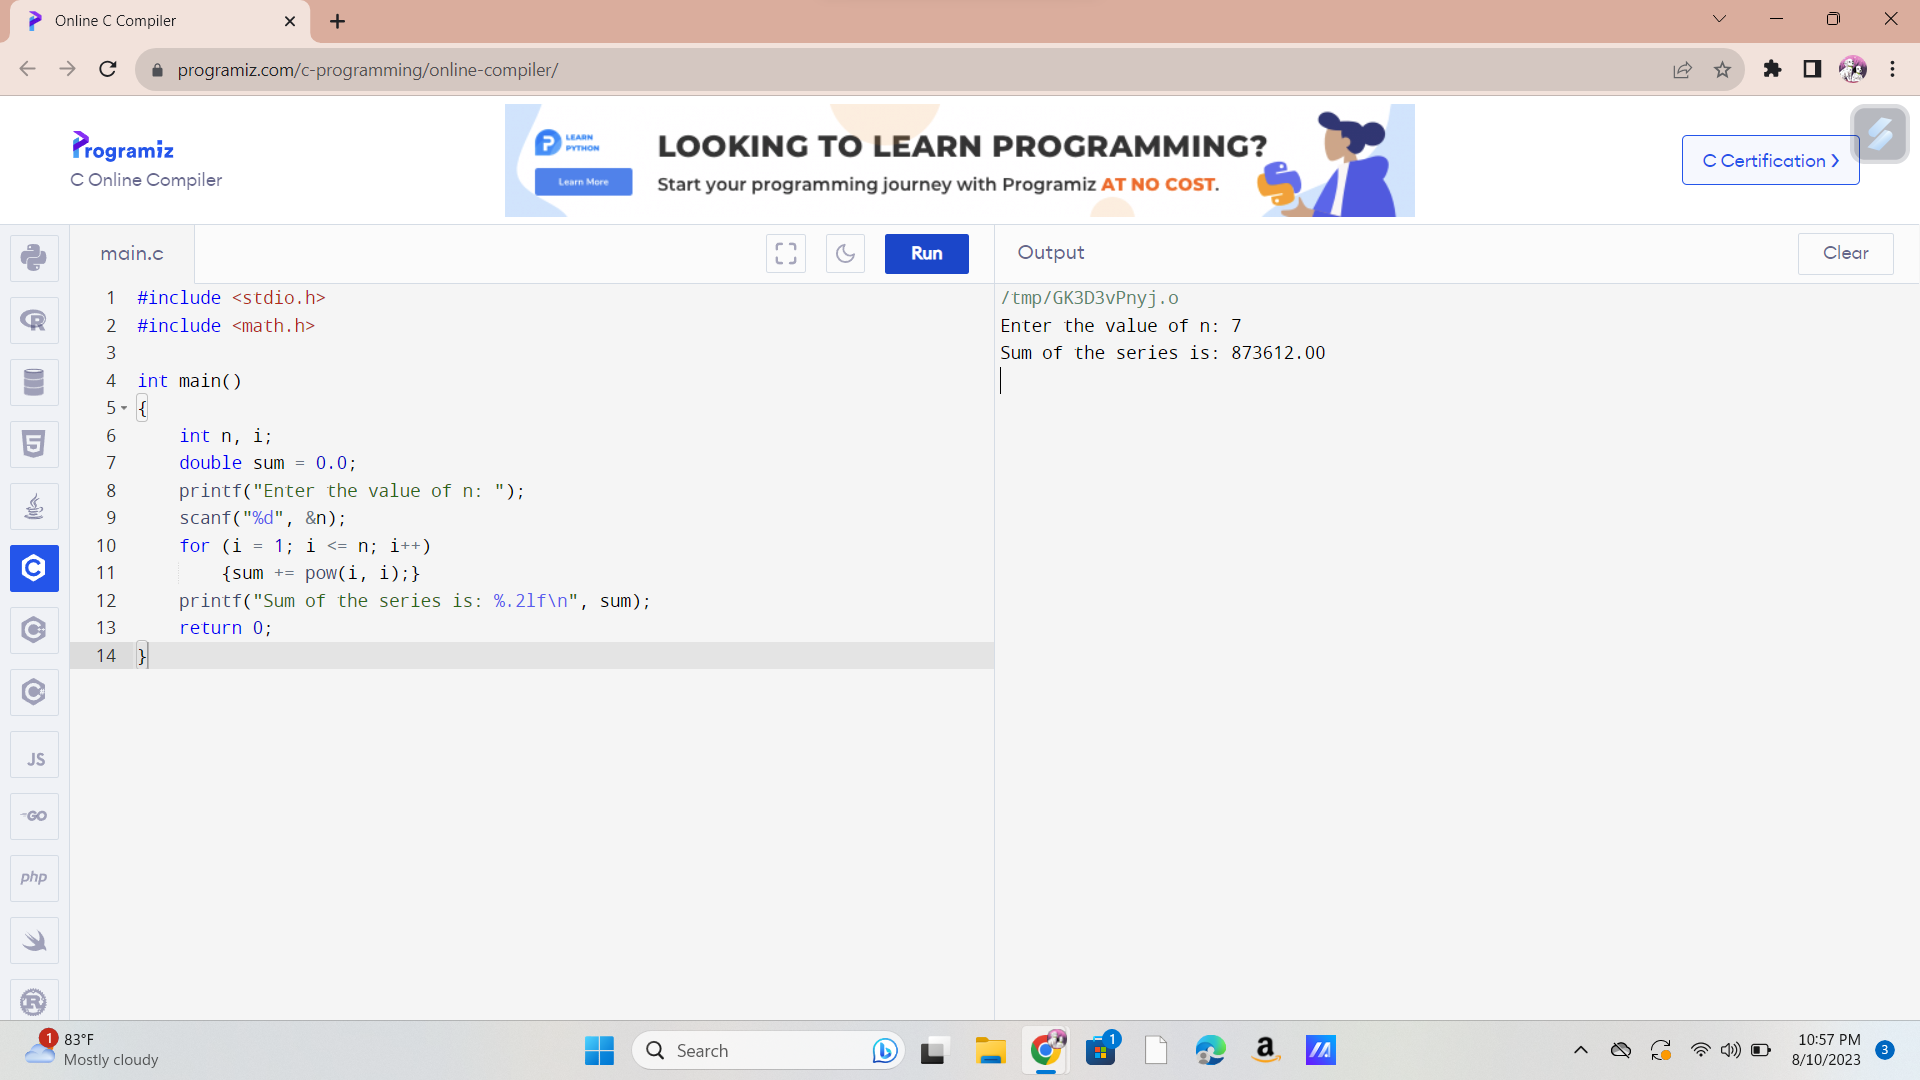 Online C Compiler
programiz.com/c-programming/online-compiler/
Programiz
C Online Compiler
LEARN
PYTHON
Learn More
LOOKING TO LEARN PROGRAMMING?
Start your programming journey with Programiz AT NO COST.
C Certification >
main.c
Run
Output
Clear
1 #include <stdio.h>
2 #include <math.h>
3
4 int main()
5 {
6 int n, i;
7 double sum = 0.0;
8 printf("Enter the value of n: ");
9 scanf("%d", &n);
10 for (i = 1; i <= n; i++)
11 {sum += pow(i, i);}
12 printf("Sum of the series is: %.2lf\n", sum);
13 return 0;
14 }
/tmp/GK3D3vPnyj.o
Enter the value of n: 7
Sum of the series is: 873612.00
R
5
C
JS
GO
php
R
1
83°F
Mostly cloudy
Search
1
a
10:57 PM
8/10/2023
3